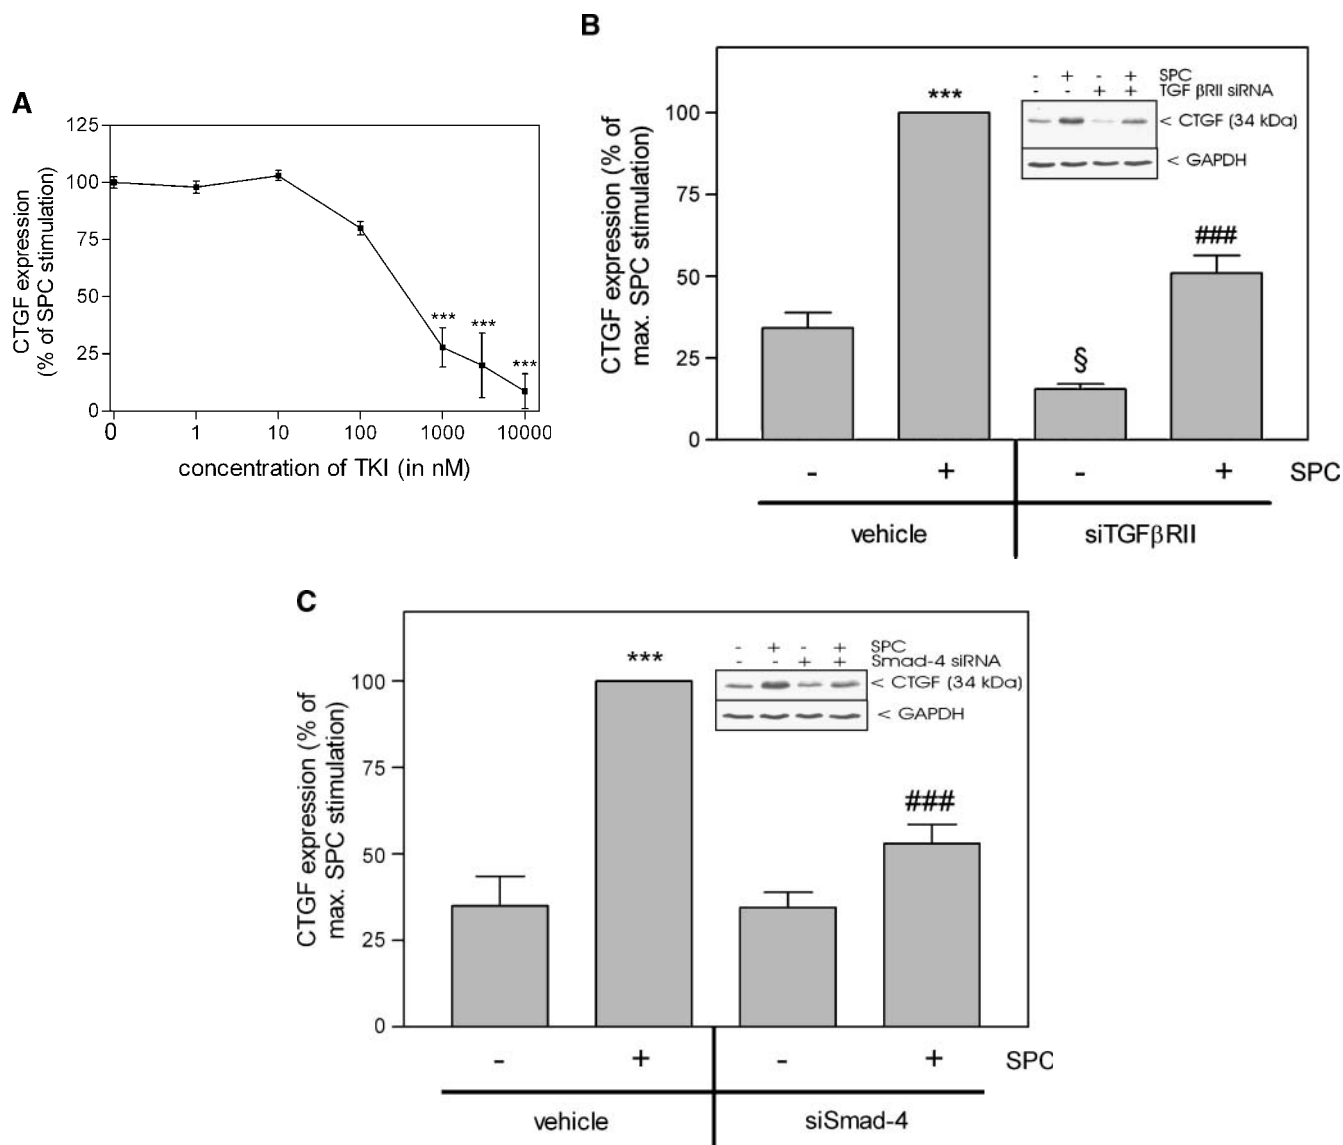 A
CTGF expression
(% of SPC stimulation)
125
100
75
50
25
0
***
***
***
0 1 10 100 1000 10000
concentration of TKI (in nM)
B
CTGF expression (% of
max. SPC stimulation)
100
75
50
25
0
***
§
###
- + - + SPC
- - + + TGF βRII siRNA
< CTGF (34 kDa)
< GAPDH
- + - + SPC
vehicle siTGFβRII
C
CTGF expression (% of
max. SPC stimulation)
100
75
50
25
0
***
###
- + - + SPC
- - + + Smad-4 siRNA
< CTGF (34 kDa)
< GAPDH
- + - + SPC
vehicle siSmad-4